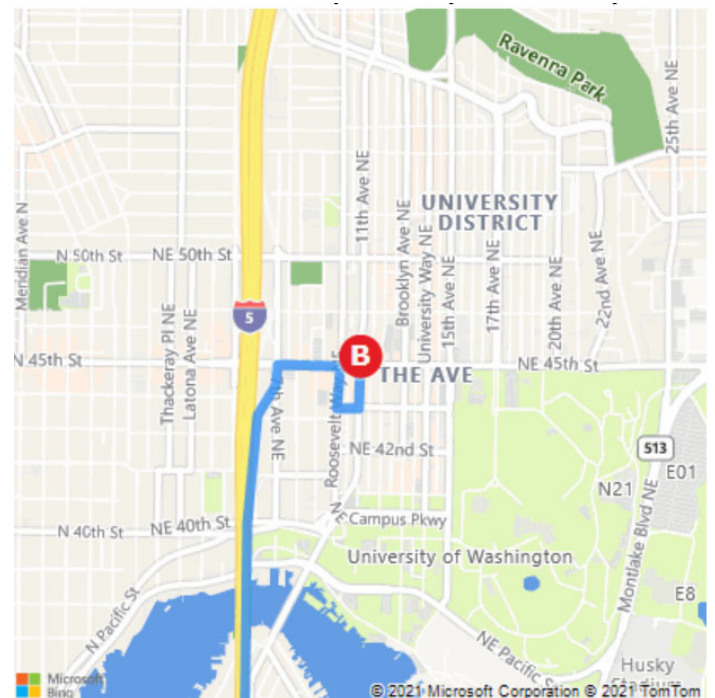 Ravenna Park
25th Ave NE
11th Ave NE
UNIVERSITY
DISTRICT
Meridian Ave N
N 50th St
NE 50th St
Brooklyn Ave NE
University Way NE
15th Ave NE
17th Ave NE
20th Ave NE
22nd Ave NE
5
Thackeray Pl NE
Latona Ave NE
N 45th St
B
NE 45th St
THE AVE
7th Ave NE
Roosevelt Way NE
NE 42nd St
513
E01
N21
N 40th St
NE 40th St
NE Campus Pkwy
Montlake Blvd NE
University of Washington
E8
N Pacific St
NE Pacific St
Husky
Stadium
Microsoft
Bing
© 2021 Microsoft Corporation © 2021 TomTom